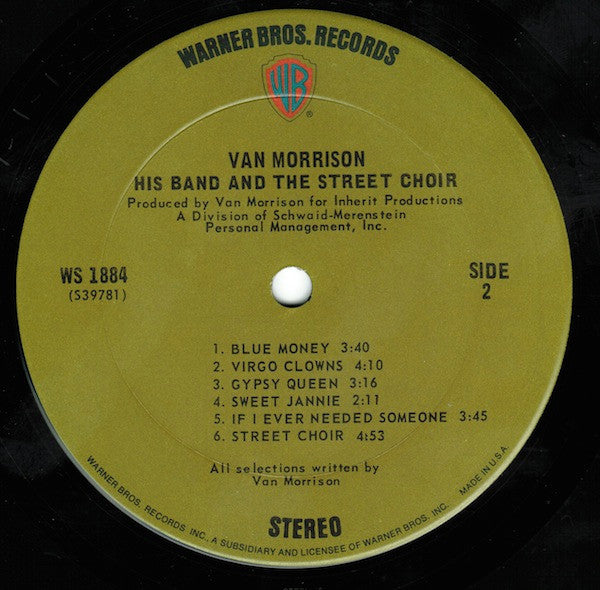 WARNER BROS. RECORDS
WB
®
VAN MORRISON
HIS BAND AND THE STREET CHOIR
Produced by Van Morrison for Inherit Productions
A Division of Schwaid-Merenstein
Personal Management, Inc.
WS 1884
(S39781)
SIDE
2
1. BLUE MONEY 3:40
2. VIRGO CLOWNS 4:10
3. GYPSY QUEEN 3:16
4. SWEET JANNIE 2:11
5. IF I EVER NEEDED SOMEONE 3:45
6. STREET CHOIR 4:53
All selections written by
Van Morrison
STEREO
WARNER BROS. RECORDS INC., A SUBSIDIARY AND LICENSEE OF WARNER BROS. INC. MADE IN U.S.A.